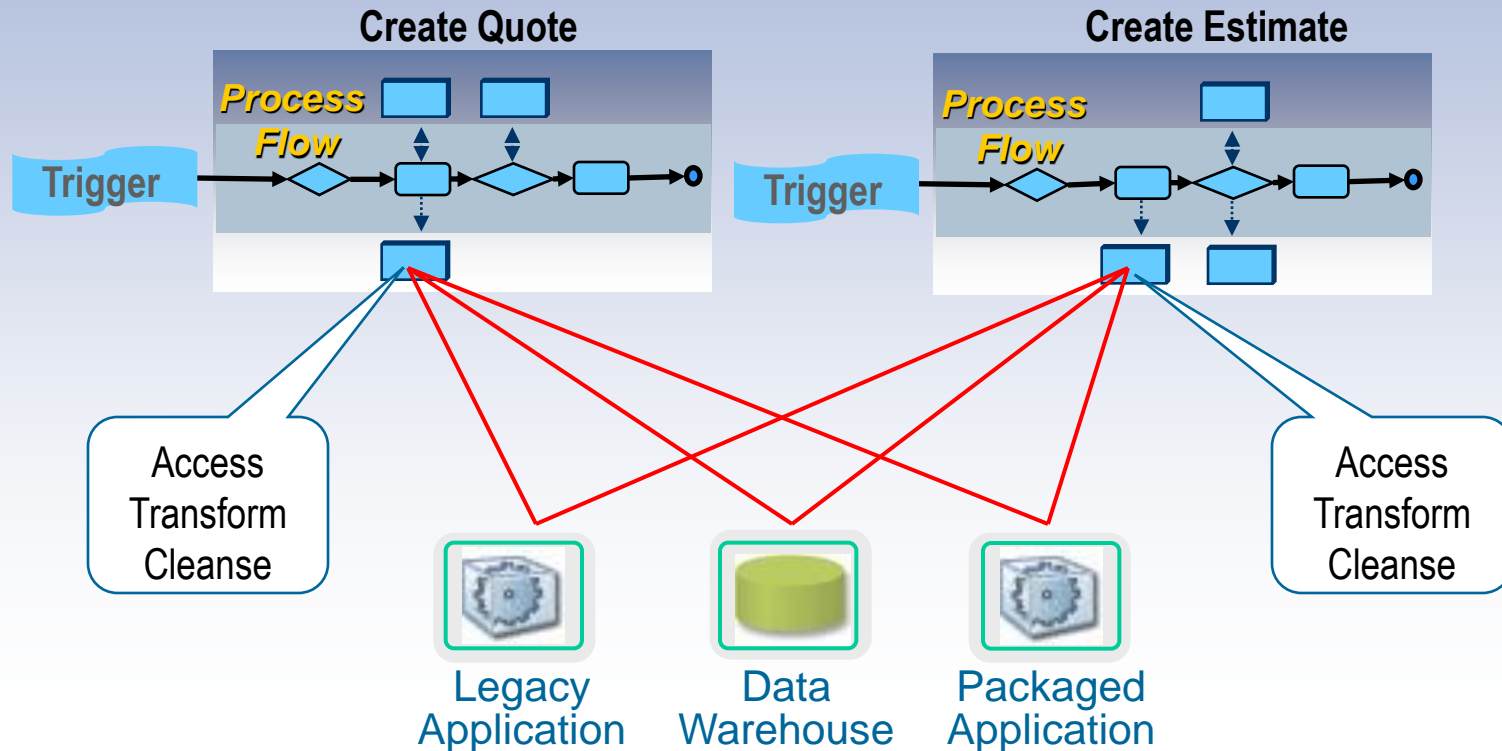 Create Quote
Create Estimate
Process
Flow
Trigger
Process
Flow
Trigger
Access
Transform
Cleanse
Access
Transform
Cleanse
Legacy
Application
Data
Warehouse
Packaged
Application